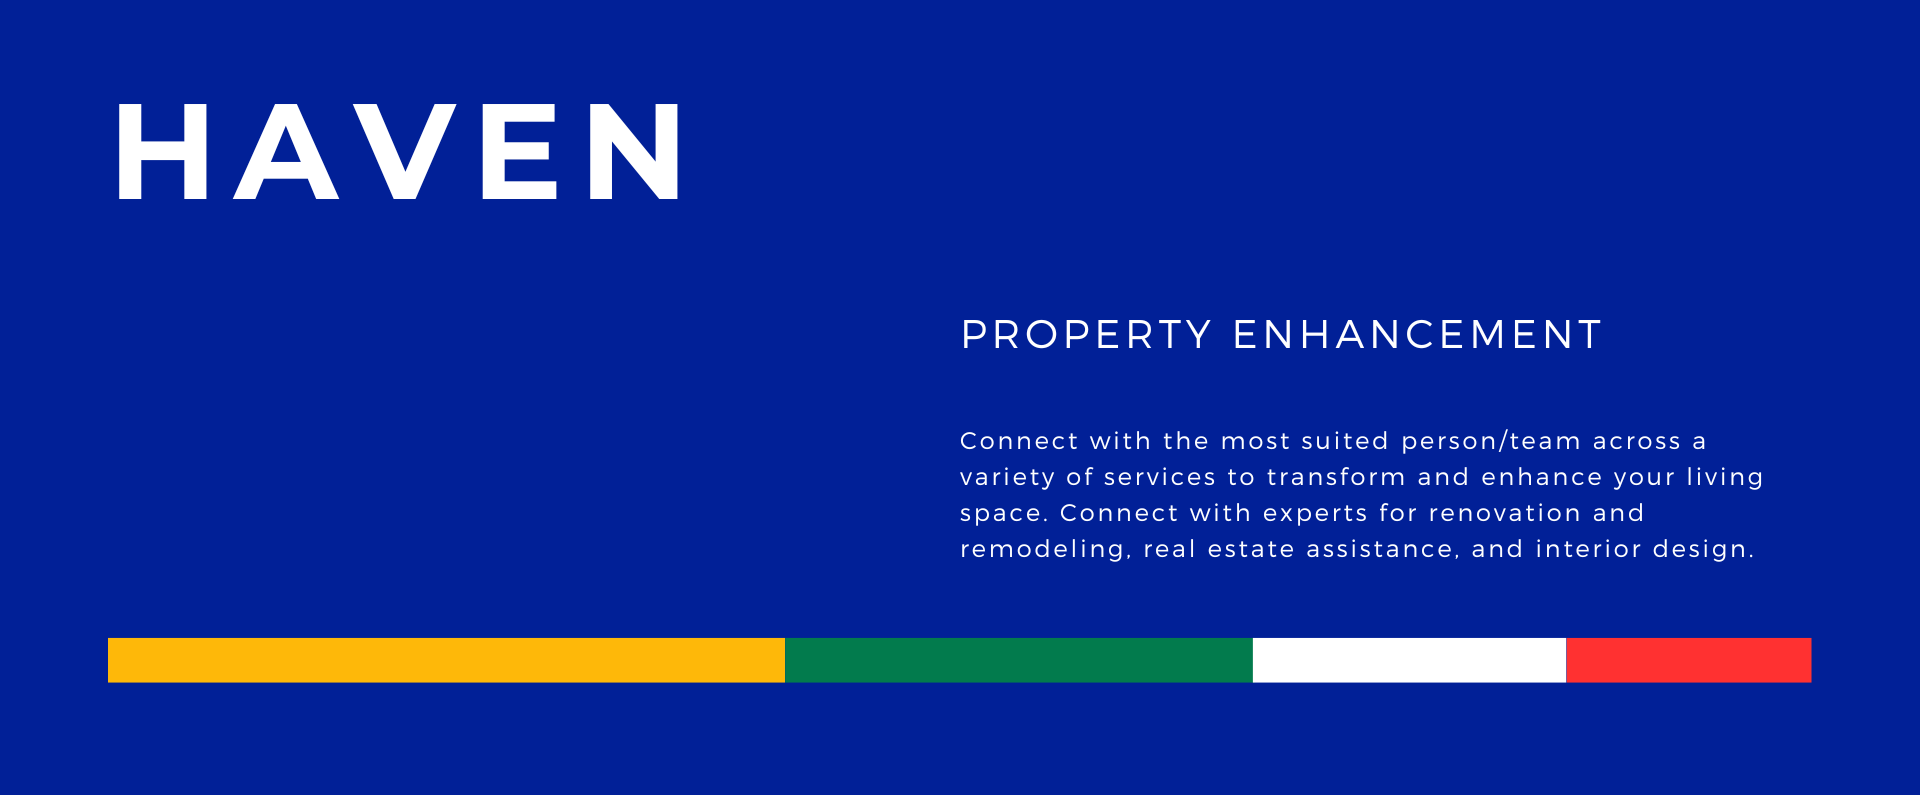 HAVEN
PROPERTY ENHANCEMENT
Connect with the most suited person/team across a
variety of services to transform and enhance your living
space. Connect with experts for renovation and
remodeling, real estate assistance, and interior design.